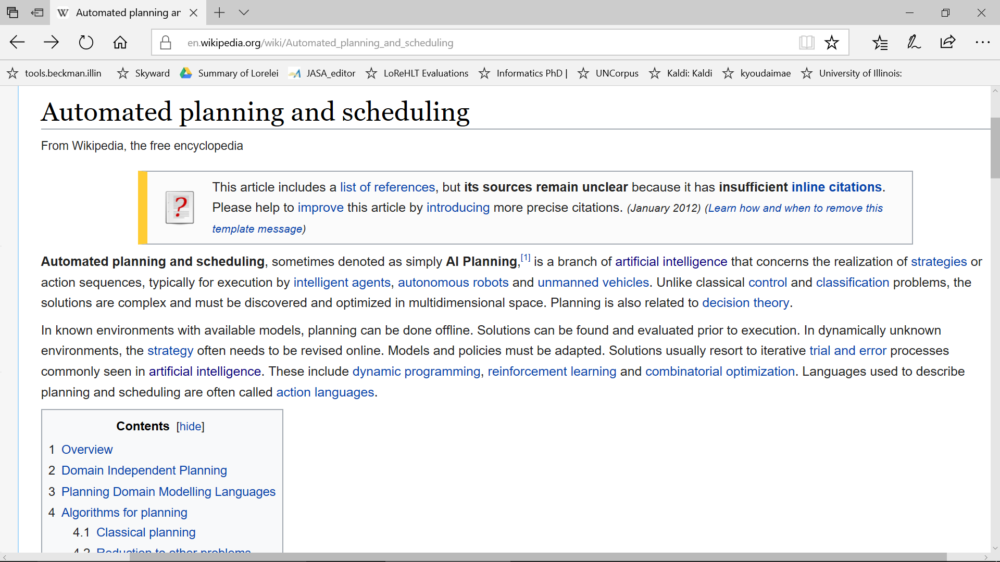 Automated planning ar
en.wikipedia.org/wiki/Automated_planning_and_scheduling
tools.beckman.illin Skyward Summary of Lorelei JASA_editor LoReHLT Evaluations Informatics PhD | UNCorpus Kaldi: Kaldi kyoudaimae University of Illinois:
Automated planning and scheduling
From Wikipedia, the free encyclopedia
This article includes a list of references, but its sources remain unclear because it has insufficient inline citations.
Please help to improve this article by introducing more precise citations. (January 2012) (Learn how and when to remove this
template message)
Automated planning and scheduling, sometimes denoted as simply AI Planning,[1] is a branch of artificial intelligence that concerns the realization of strategies or
action sequences, typically for execution by intelligent agents, autonomous robots and unmanned vehicles. Unlike classical control and classification problems, the
solutions are complex and must be discovered and optimized in multidimensional space. Planning is also related to decision theory.
In known environments with available models, planning can be done offline. Solutions can be found and evaluated prior to execution. In dynamically unknown
environments, the strategy often needs to be revised online. Models and policies must be adapted. Solutions usually resort to iterative trial and error processes
commonly seen in artificial intelligence. These include dynamic programming, reinforcement learning and combinatorial optimization. Languages used to describe
planning and scheduling are often called action languages.
Contents [hide]
1 Overview
2 Domain Independent Planning
3 Planning Domain Modelling Languages
4 Algorithms for planning
4.1 Classical planning
4.2 Reduction to other problems